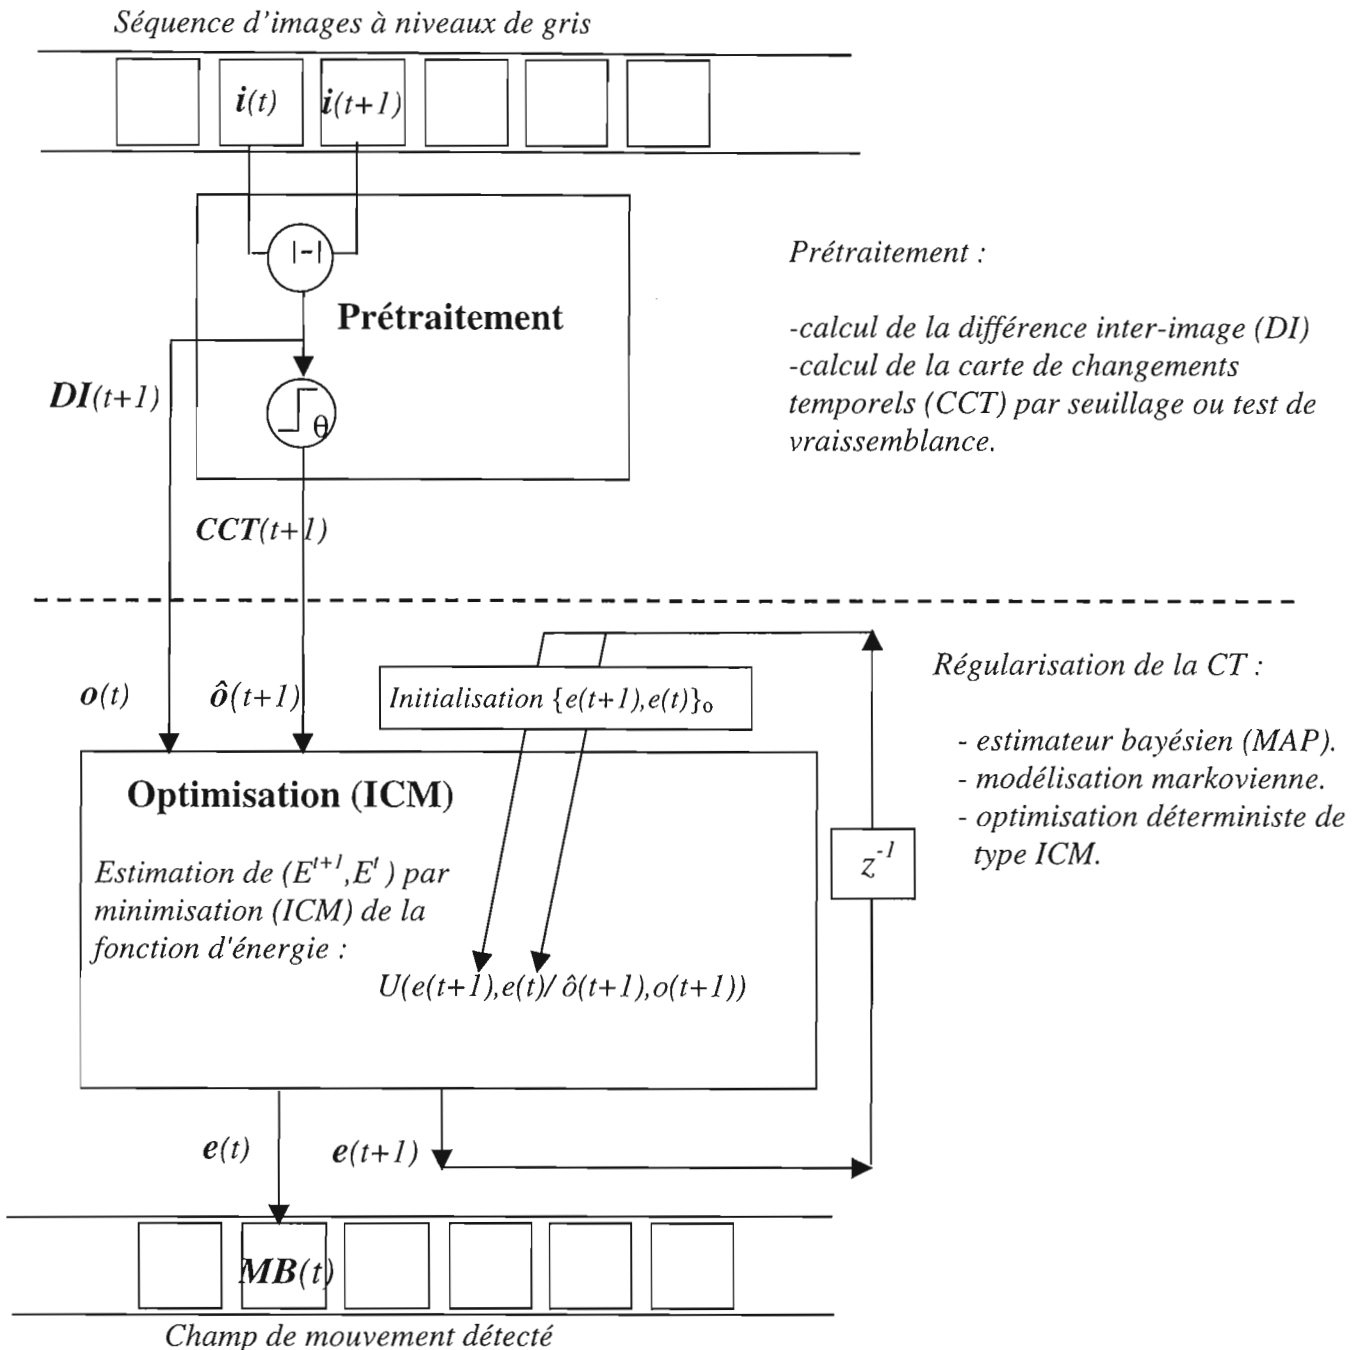 Séquence d'images à niveaux de gris
i(t)
i(t+1)
|-|
Prétraitement
θ
DI(t+1)
CCT(t+1)
Prétraitement :
-calcul de la différence inter-image (DI)
-calcul de la carte de changements
temporels (CCT) par seuillage ou test de
vraissemblance.
o(t)
ô(t+1)
Initialisation {e(t+1),e(t)}₀
Optimisation (ICM)
Estimation de (Eᵗ⁺¹,Eᵗ) par
minimisation (ICM) de la
fonction d'énergie :
U(e(t+1),e(t)/ ô(t+1),o(t+1))
z⁻¹
Régularisation de la CT :
- estimateur bayésien (MAP).
- modélisation markovienne.
- optimisation déterministe de
type ICM.
e(t)
e(t+1)
MB(t)
Champ de mouvement détecté